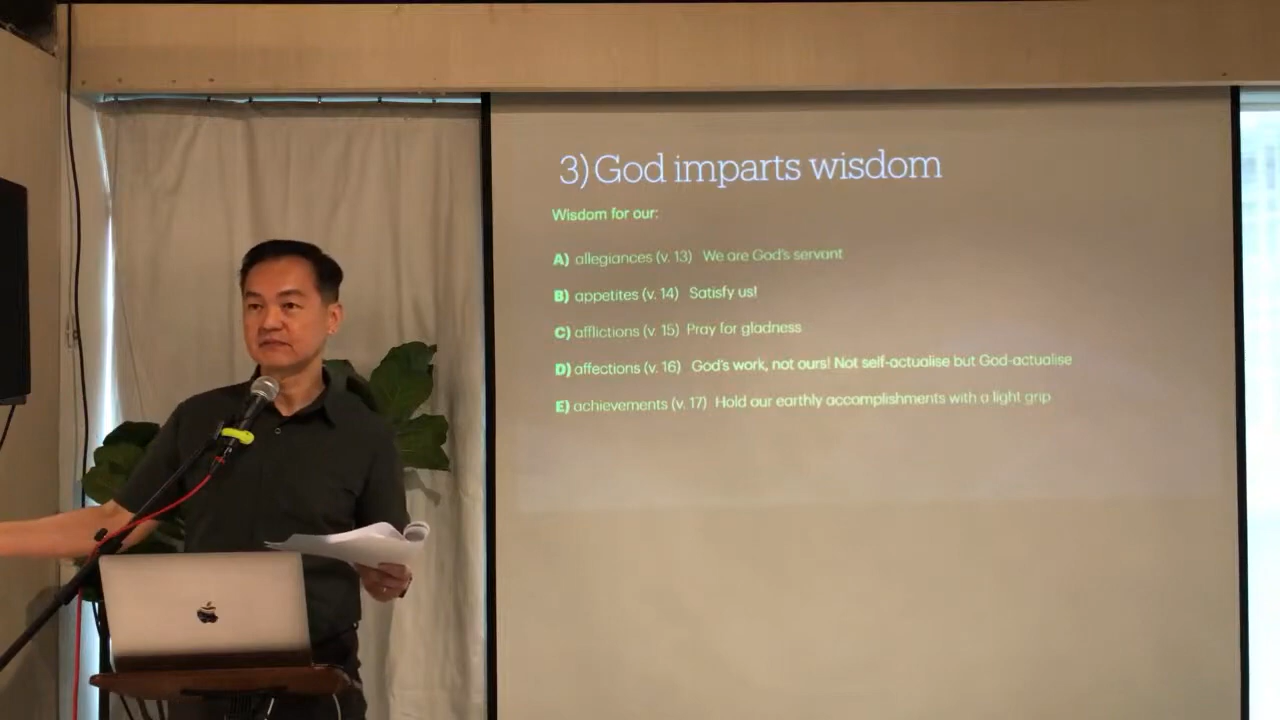 3) God imparts wisdom
Wisdom for our:
A) allegiances (v. 13) We are God's servant
B) appetites (v. 14) Satisfy us!
C) afflictions (v. 15) Pray for gladness
D) affections (v. 16) God's work, not ours! Not self-actualise but God-actualise
E) achievements (v. 17) Hold our earthly accomplishments with a light grip